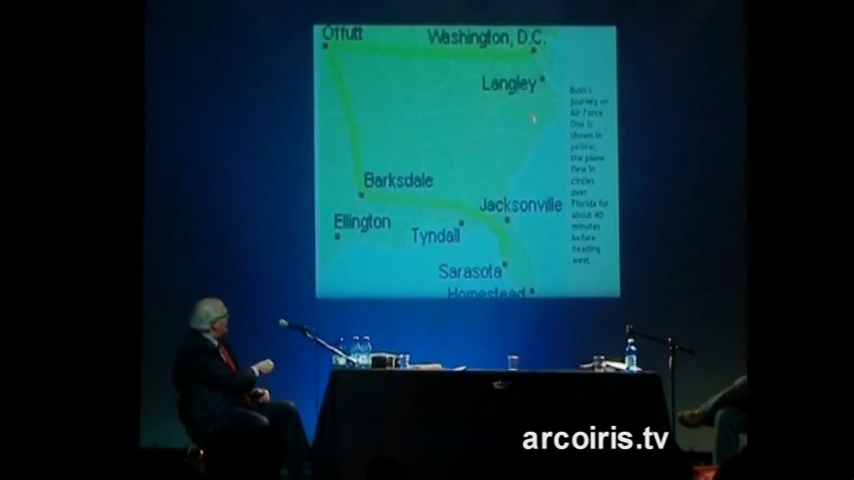 Offutt
Washington, D.C.
Langley
Bush's
journey on
Air Force
One is
shown in
yellow;
the plane
flew in
circles
over
Florida for
about 40
minutes
before
heading
west.
Barksdale
Jacksonville
Ellington
Tyndall
Sarasota
Homestead
arcoiris.tv